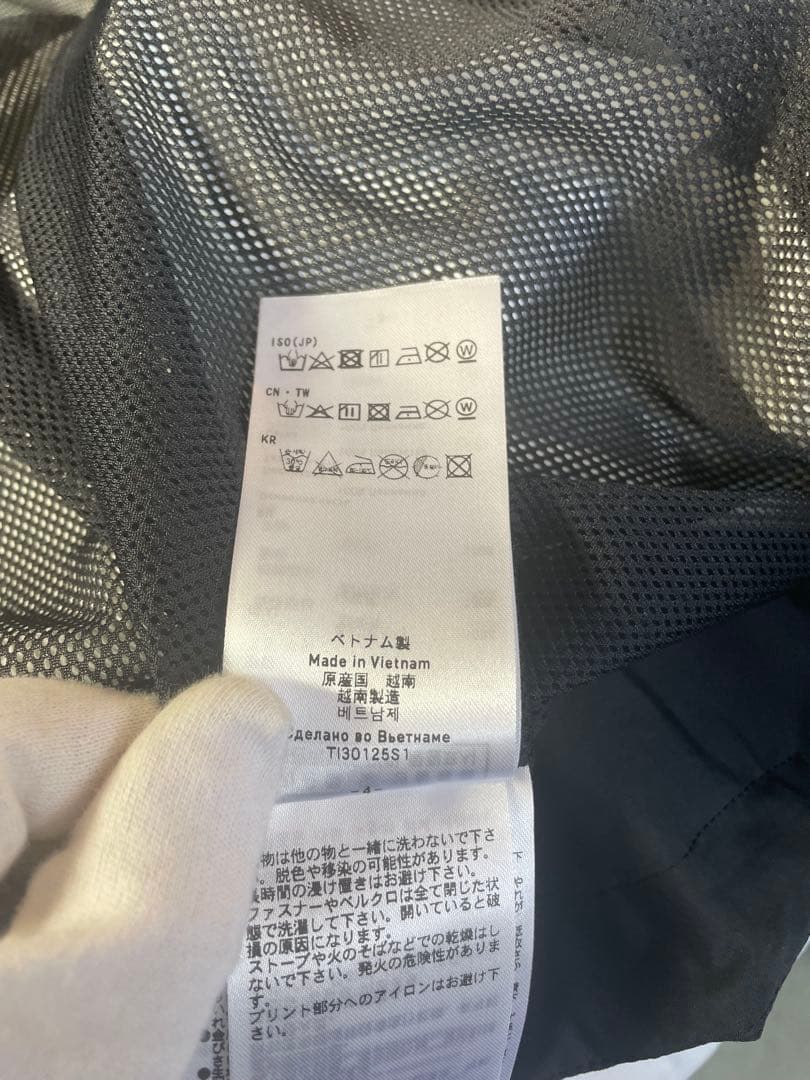 ISO(JP)
W
CN・TW
W
KR
ベトナム製
Made in Vietnam
原産国 越南
越南製造
베트남제
делано во Вьетнаме
TI30125S1
-4-
物は他の物と一緒に洗わないで下さ
。脱色や移染の可能性があります。
時間の浸け置きはお避け下さい。
ファスナーやベルクロは全て閉じた状
態で洗濯して下さい。開いていると破
損の原因になります。
ストーブや火のそばなどでの乾燥はし
ないで下さい。発火の危険性がありま
す。
プリント部分へのアイロンはお避け下
さい。